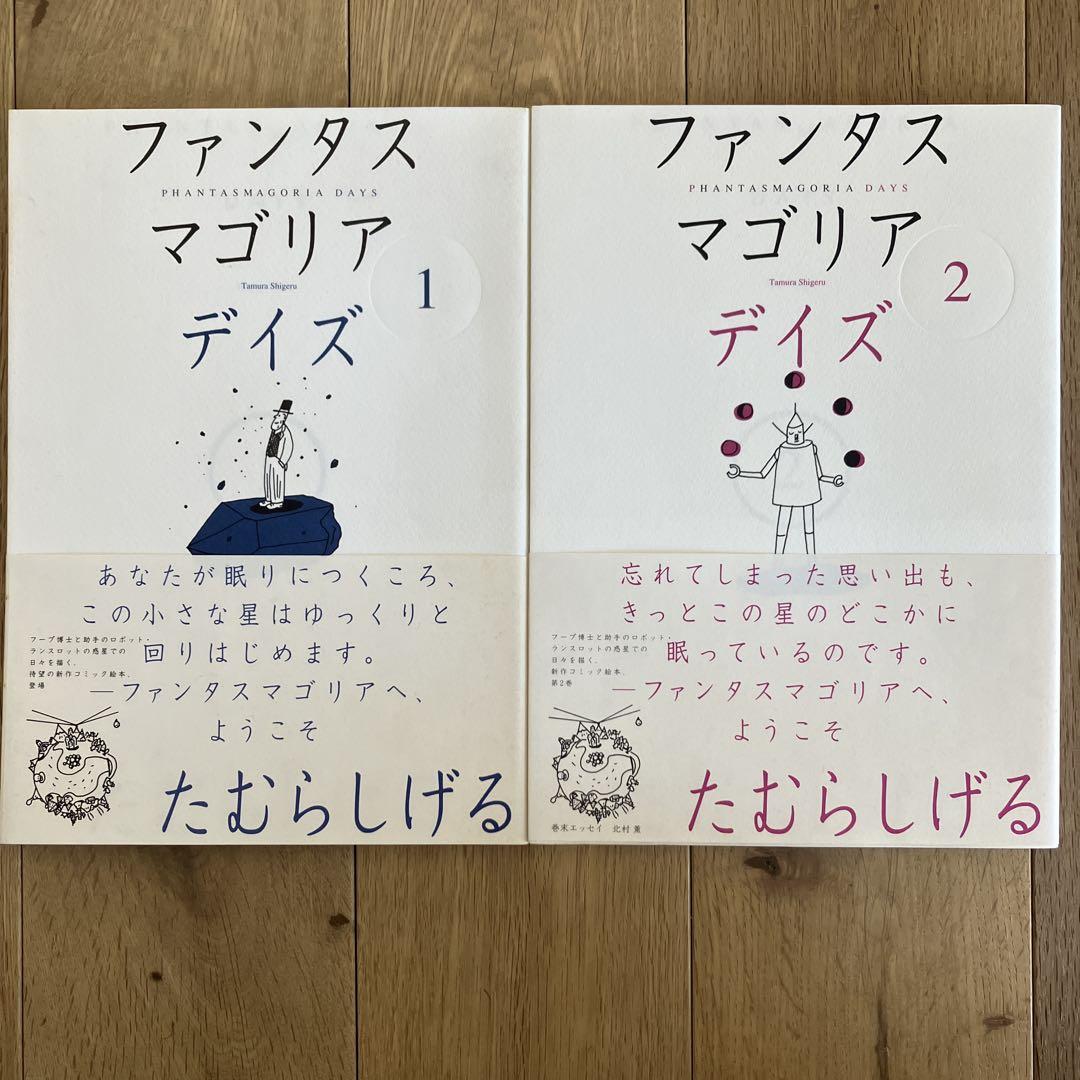 ファンタス
PHANTASMAGORIA DAYS
マゴリア
Tamura Shigeru
1
デイズ
あなたが眠りにつくころ、
この小さな星はゆっくりと
回りはじめます。
―ファンタスマゴリアへ、
ようこそ
フープ博士と助手のロボット・
ランスロットの惑星での
日々を描く、
待望の新作コミック絵本、
登場
たむらしげる
ファンタス
PHANTASMAGORIA DAYS
マゴリア
Tamura Shigeru
2
デイズ
忘れてしまった思い出も、
きっとこの星のどこかに
眠っているのです。
―ファンタスマゴリアへ、
ようこそ
フープ博士と助手のロボット・
ランスロットの惑星での
日々を描く、
新作コミック絵本、
第2巻
たむらしげる
巻末エッセイ 北村薫